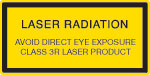 LASER RADIATION
AVOID DIRECT EYE EXPOSURE
CLASS 3R LASER PRODUCT